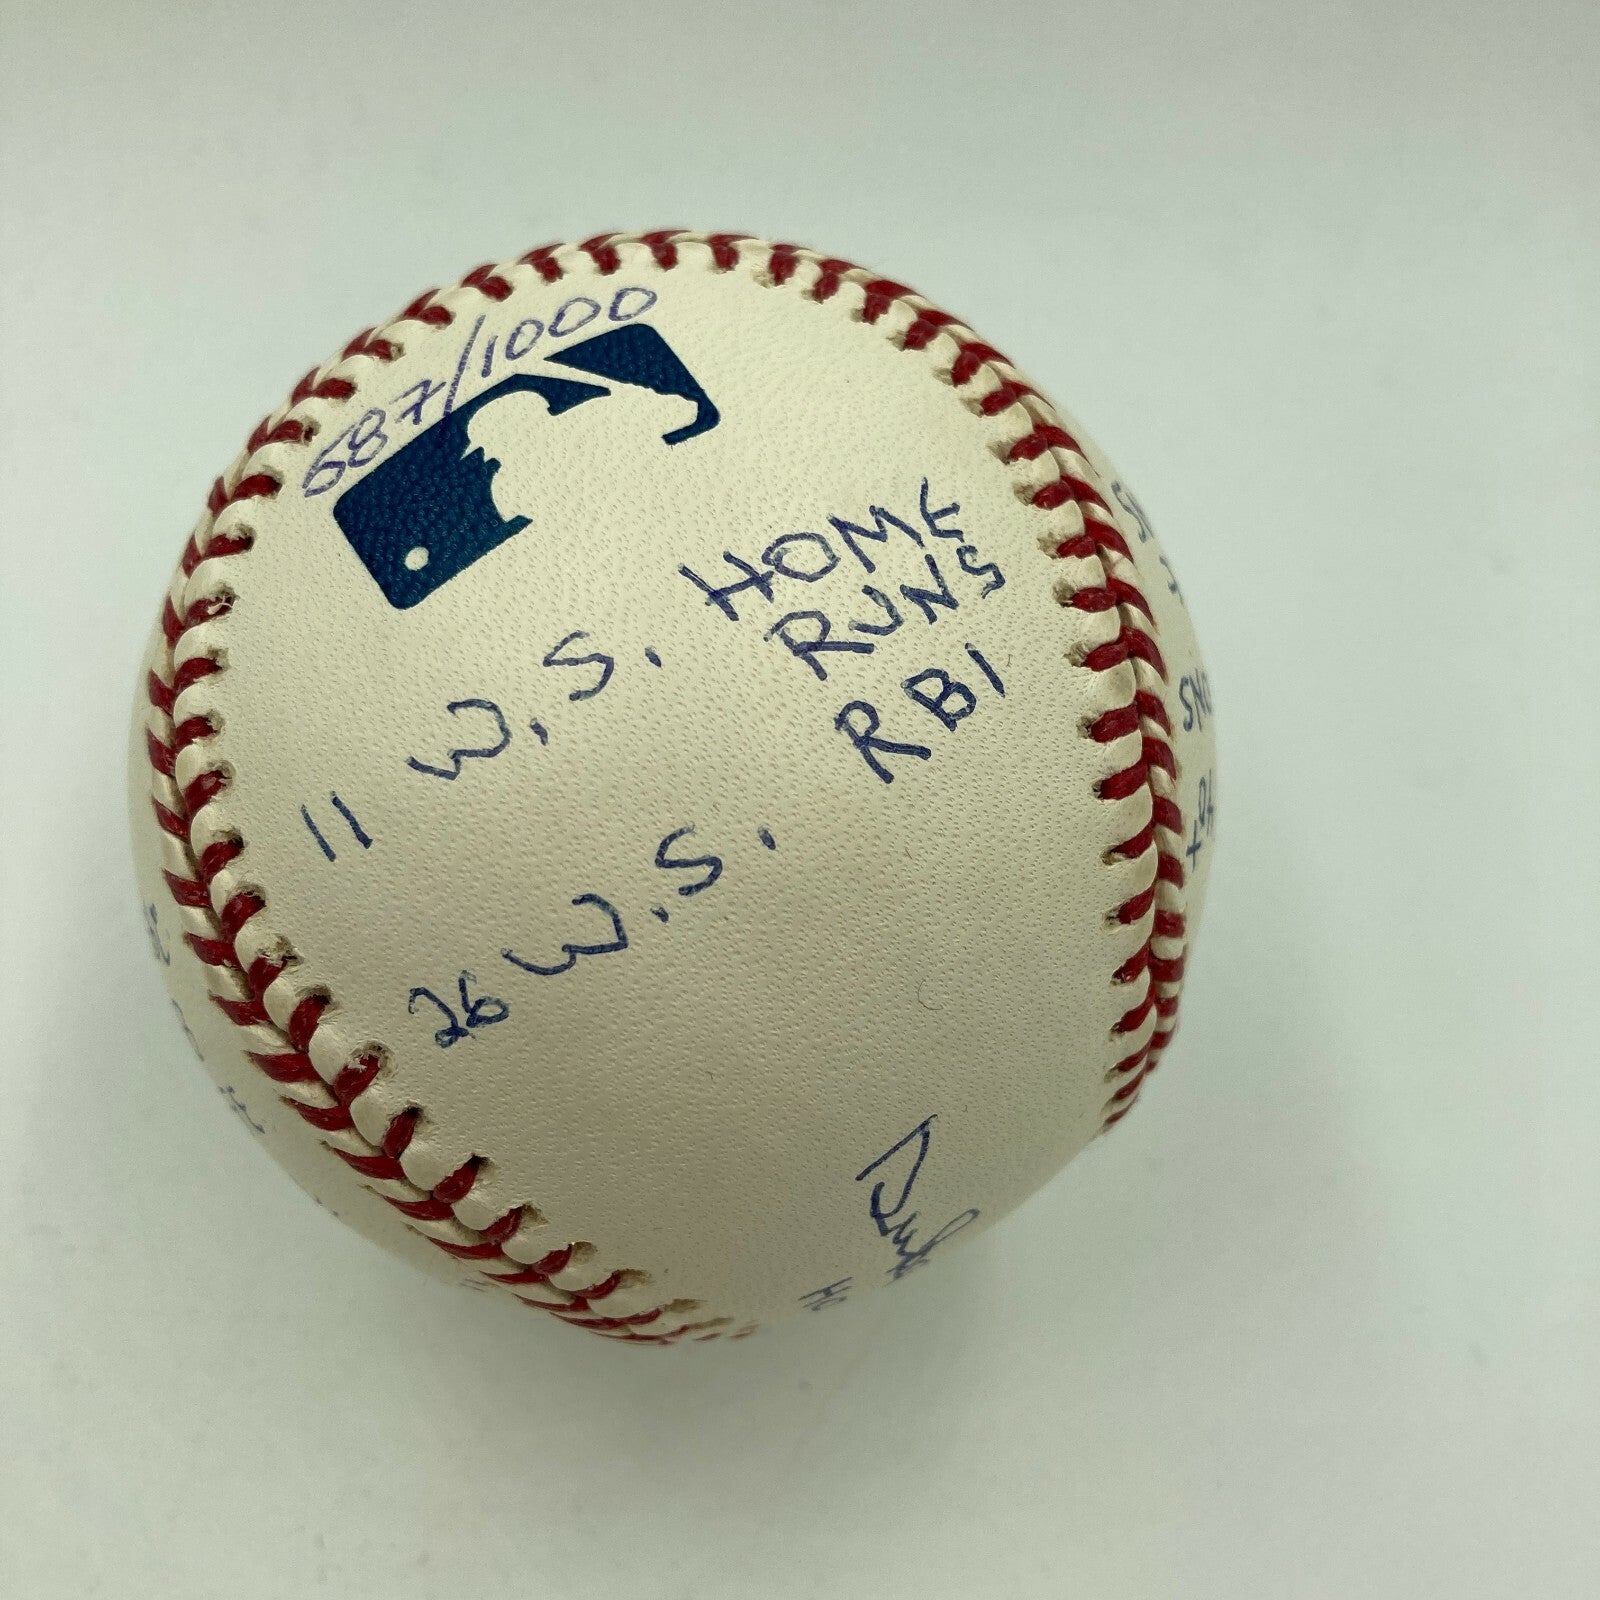 687/1000
11 W.S. HOME
RUNS
26 W.S. RBI